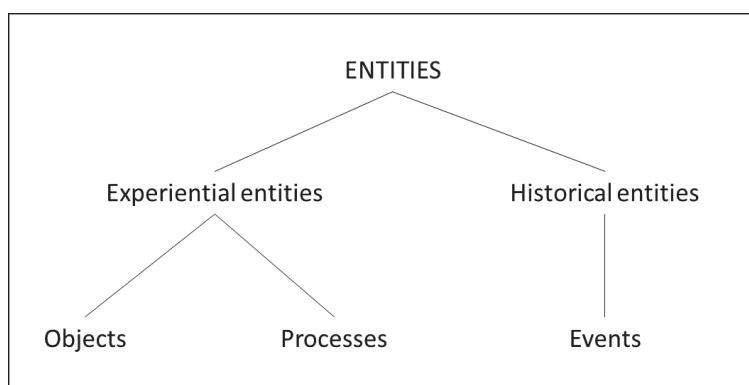 ENTITIES
Experiential entities
Historical entities
Objects
Processes
Events